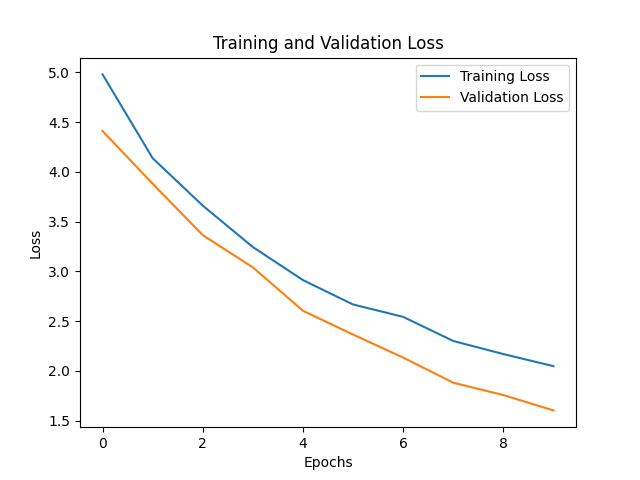 Training and Validation Loss
Training Loss
Validation Loss
5.0
4.5
4.0
3.5
3.0
2.5
2.0
1.5
Loss
0 2 4 6 8
Epochs